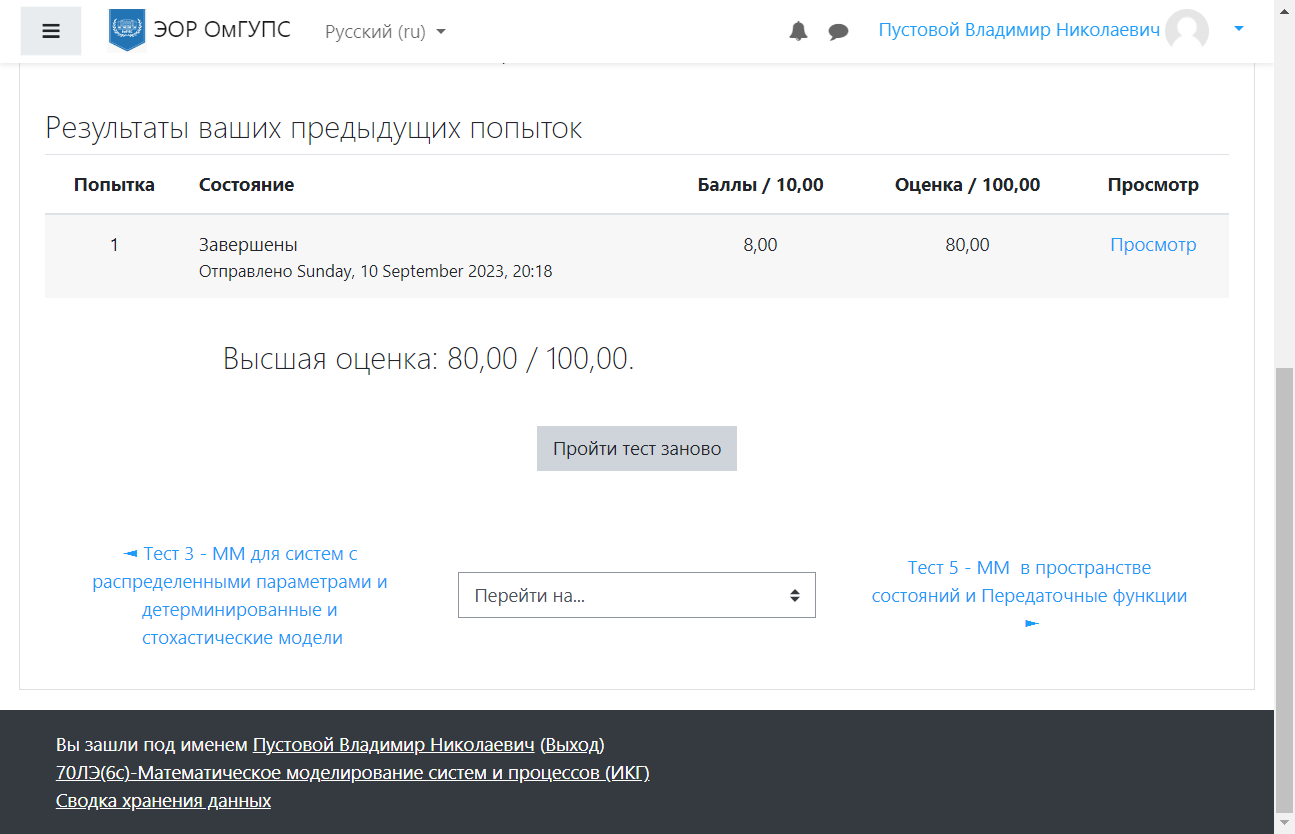 ЭОР ОмГУПС
Русский (ru)
Пустовой Владимир Николаевич
Результаты ваших предыдущих попыток
Попытка Состояние Баллы / 10,00 Оценка / 100,00 Просмотр
1 Завершены 8,00 80,00 Просмотр
Отправлено Sunday, 10 September 2023, 20:18
Высшая оценка: 80,00 / 100,00.
Пройти тест заново
◄ Тест 3 - ММ для систем с
распределенными параметрами и
детерминированные и
стохастические модели
Перейти на...
Тест 5 - ММ в пространстве
состояний и Передаточные функции
►
Вы зашли под именем Пустовой Владимир Николаевич (Выход)
70ЛЭ(6с)-Математическое моделирование систем и процессов (ИКГ)
Сводка хранения данных